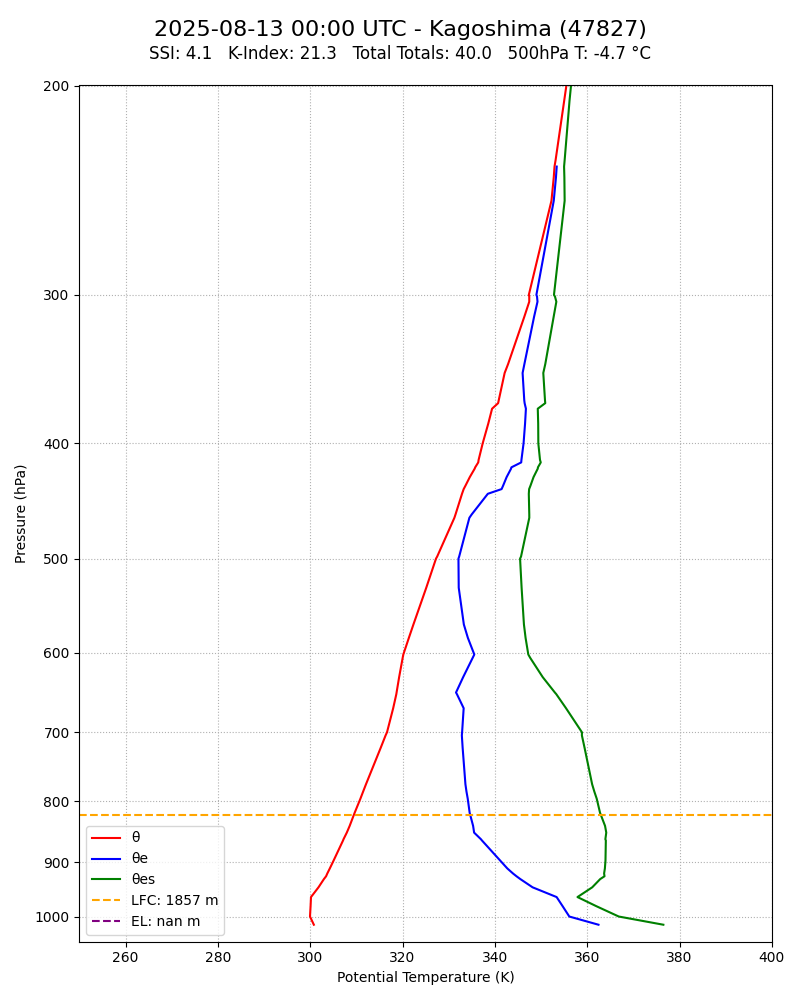 2025-08-13 00:00 UTC - Kagoshima (47827)
SSI: 4.1 K-Index: 21.3 Total Totals: 40.0 500hPa T: -4.7 °C
200
300
400
500
600
700
800
900
1000
Pressure (hPa)
θ
θe
θes
LFC: 1857 m
EL: nan m
260 280 300 320 340 360 380 400
Potential Temperature (K)